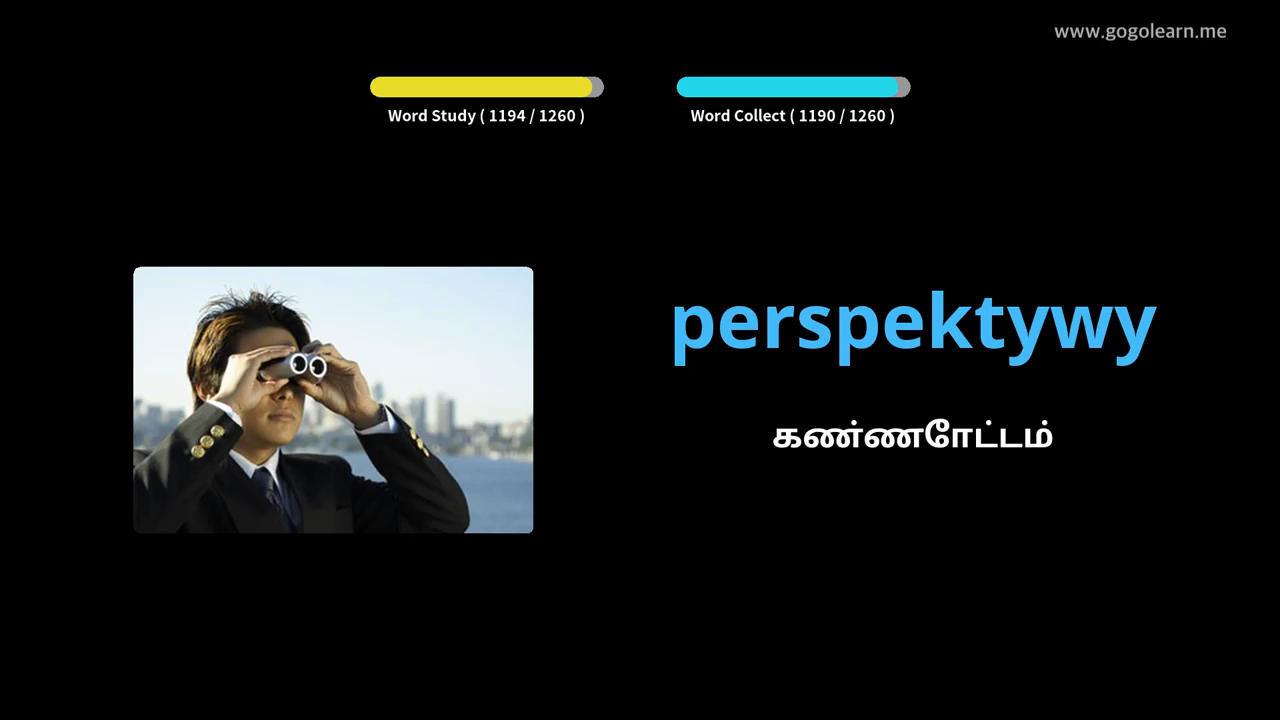 www.gogolearn.me
Word Study ( 1194 / 1260 )
Word Collect ( 1190 / 1260 )
perspektywy
கண்ணோட்டம்